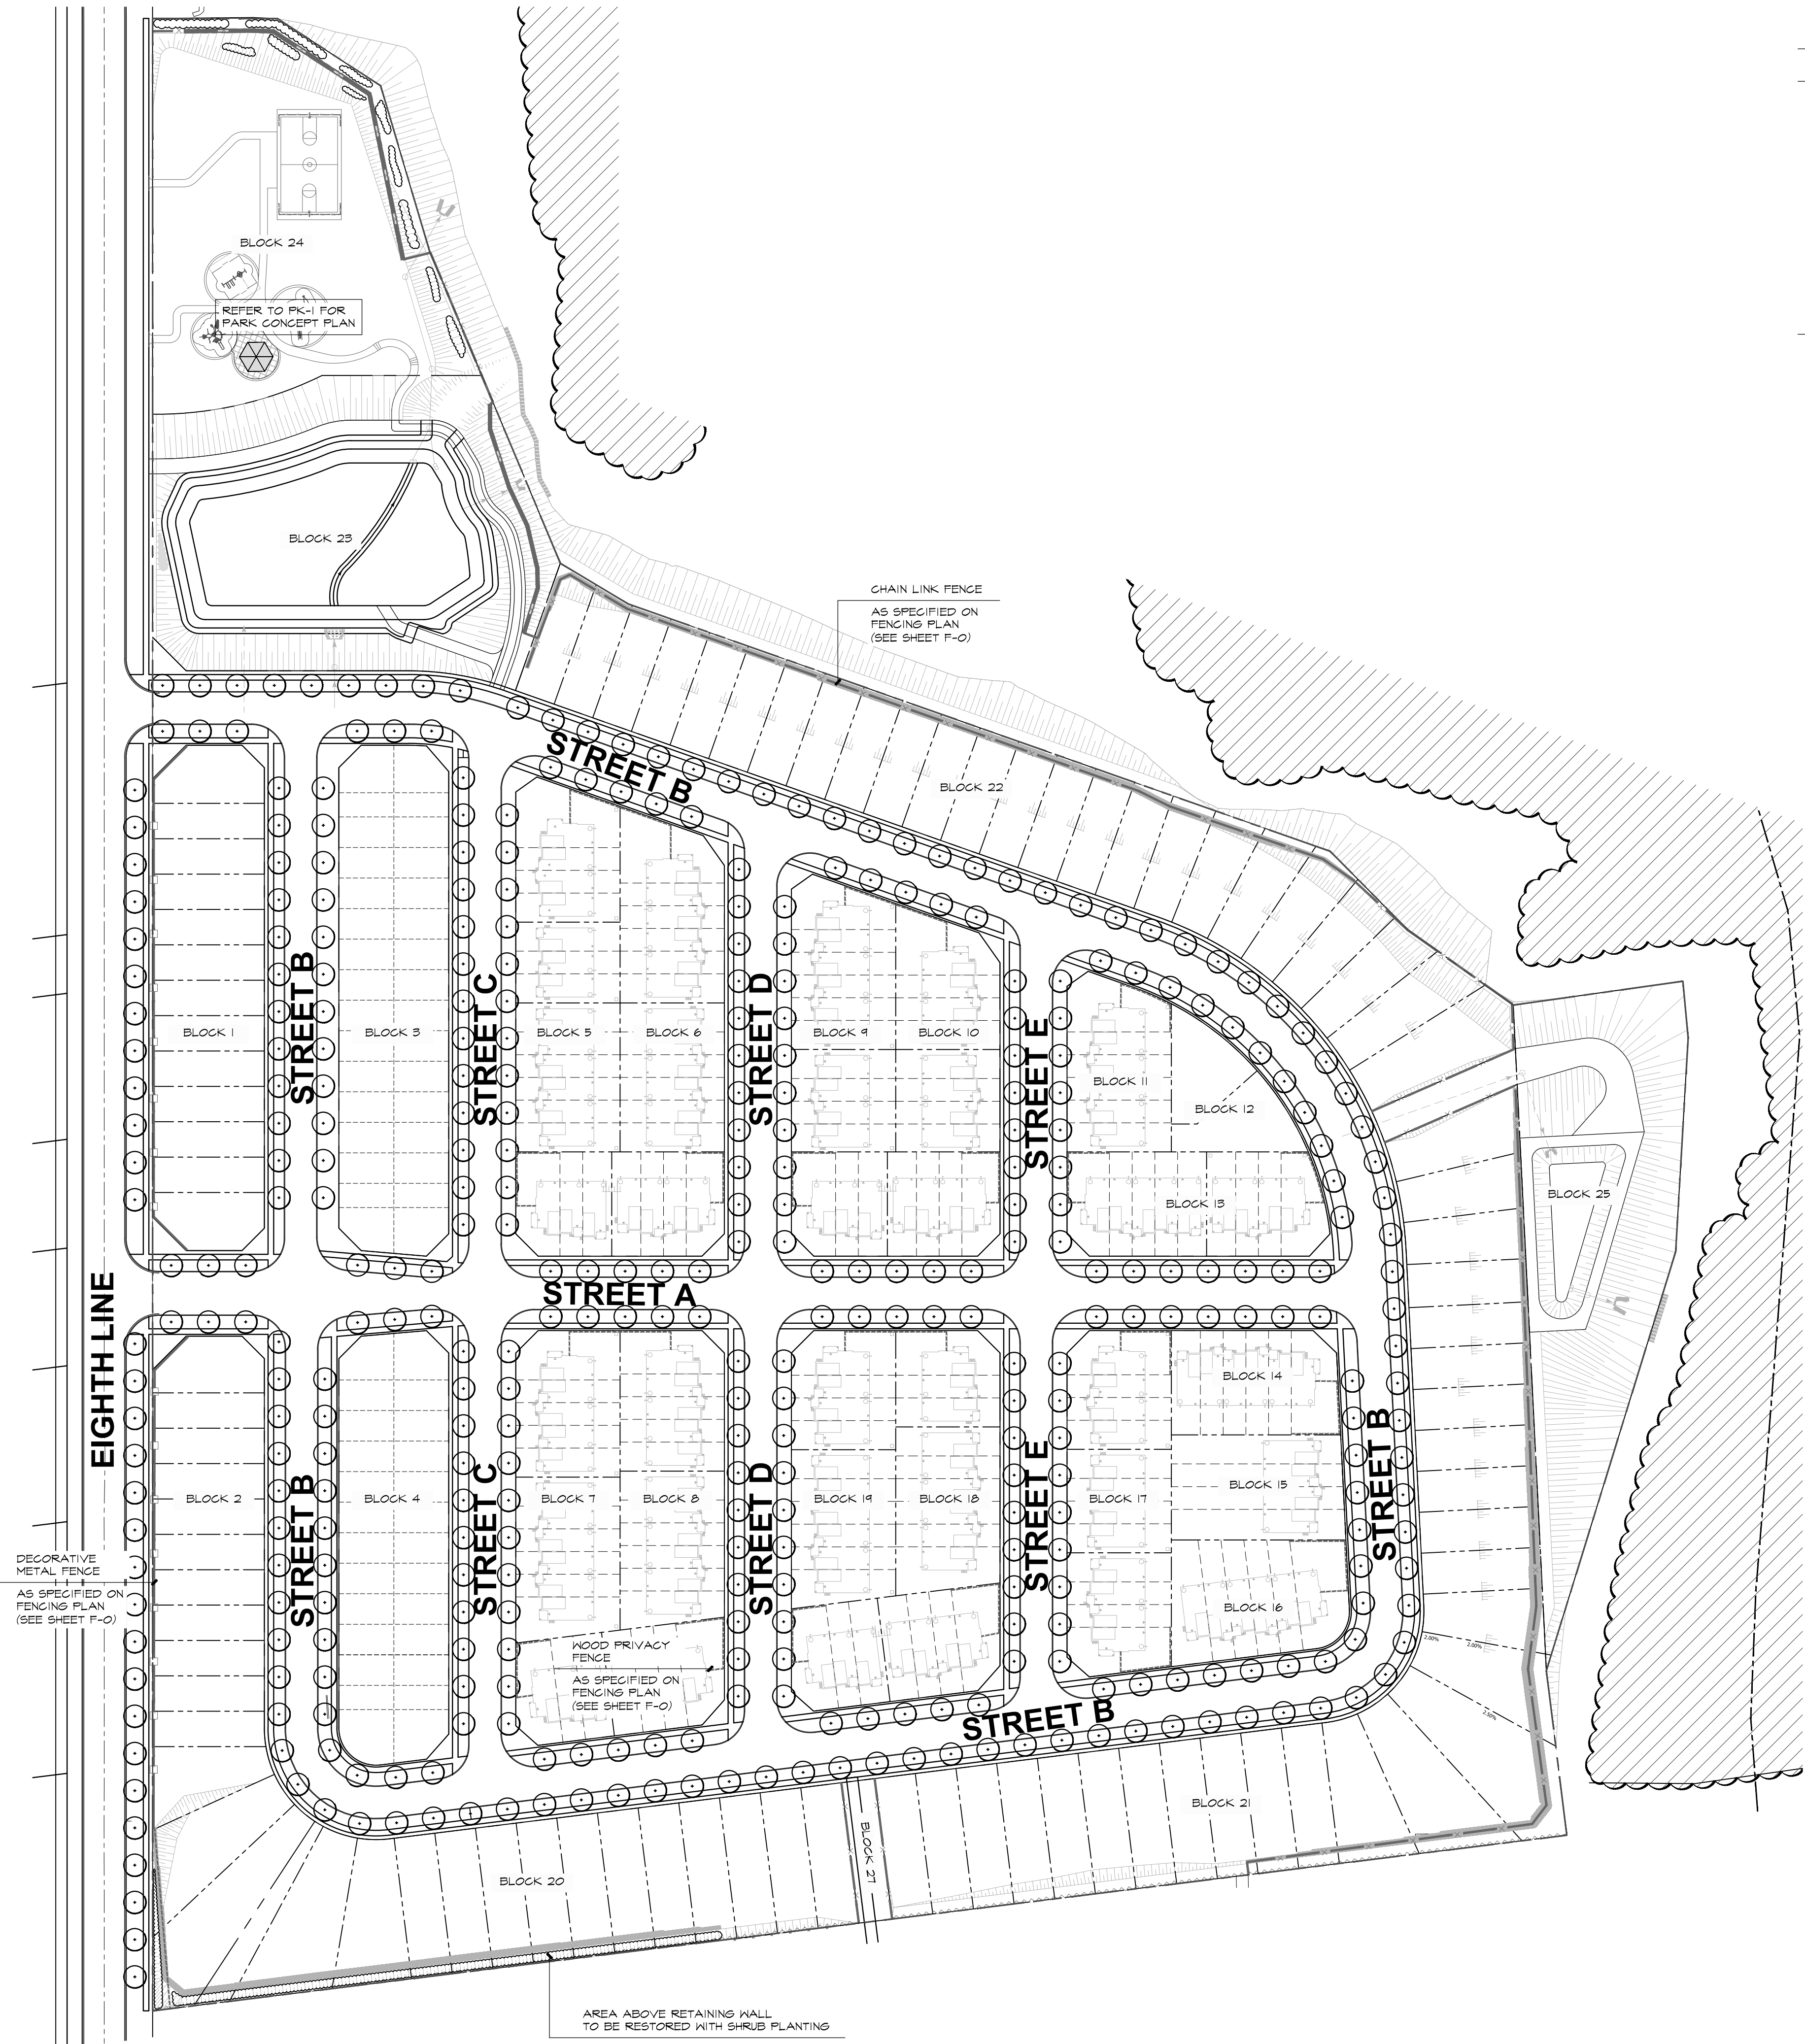 BLOCK 24
REFER TO PK-1 FOR
PARK CONCEPT PLAN
BLOCK 23
CHAIN LINK FENCE
AS SPECIFIED ON
FENCING PLAN
(SEE SHEET F-0)
STREET B
BLOCK 22
STREET B
STREET C
STREET D
STREET E
BLOCK 1
BLOCK 3
BLOCK 5
BLOCK 6
BLOCK 9
BLOCK 10
BLOCK 11
BLOCK 12
BLOCK 13
BLOCK 25
STREET A
EIGHTH LINE
BLOCK 14
BLOCK 15
STREET B
BLOCK 2
STREET B
BLOCK 4
STREET C
BLOCK 7
BLOCK 8
STREET D
BLOCK 19
BLOCK 18
STREET E
BLOCK 17
DECORATIVE
METAL FENCE
AS SPECIFIED ON
FENCING PLAN
(SEE SHEET F-0)
BLOCK 16
WOOD PRIVACY
FENCE
AS SPECIFIED ON
FENCING PLAN
(SEE SHEET F-0)
2.00%
2.00%
2.50%
STREET B
BLOCK 21
BLOCK 27
BLOCK 20
AREA ABOVE RETAINING WALL
TO BE RESTORED WITH SHRUB PLANTING